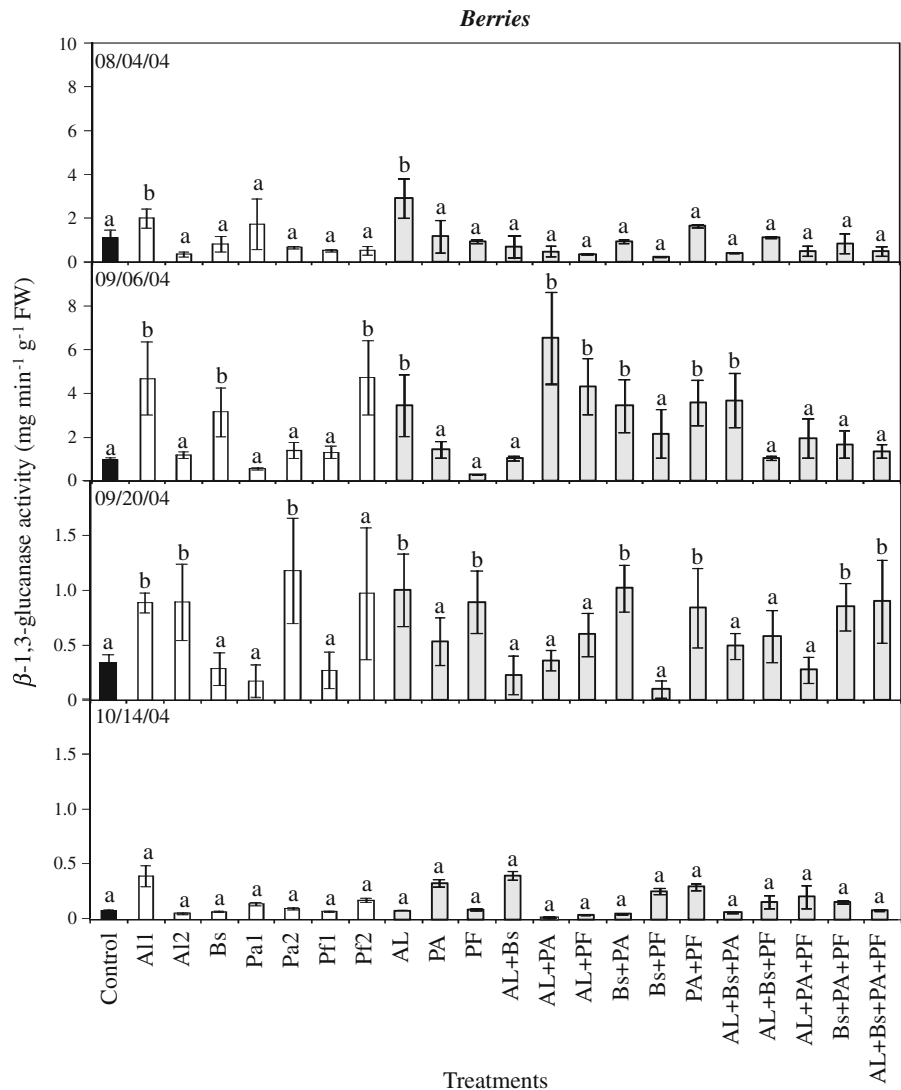 Berries
β-1,3-glucanase activity (mg min⁻¹ g⁻¹ FW)
08/04/04
10
8
6
4
2
0
a b a a a a a a b a a a a a a a a a a a a a
09/06/04
8
6
4
2
0
a b a b a a a b b a a a b b b a b b a a a a
09/20/04
1.5
1.0
0.5
0
a b b a a b a a b a b a a a b a b a a a b b
10/14/04
1.5
1.0
0.5
0
a a a a a a a a a a a a a a a a a a a a a a
Control
Al1
Al2
Bs
Pa1
Pa2
Pf1
Pf2
AL
PA
PF
AL+Bs
AL+PA
AL+PF
Bs+PA
Bs+PF
PA+PF
AL+Bs+PA
AL+Bs+PF
AL+PA+PF
Bs+PA+PF
AL+Bs+PA+PF
Treatments